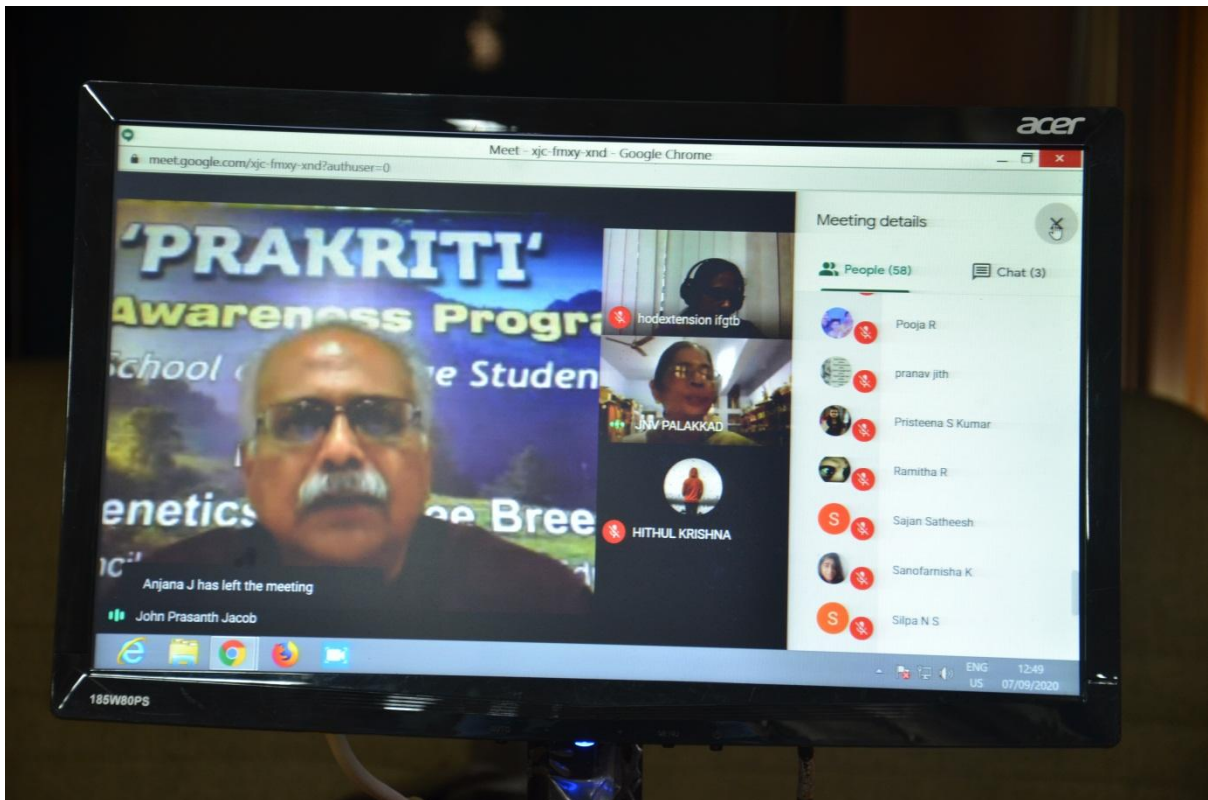 acer
Meet - xjc-fmxy-xnd - Google Chrome
meet.google.com/xjc-fmxy-xnd?authuser=0
'PRAKRITI'
Awareness Progra
School e Studen
enetics ee Bree
Anjana J has left the meeting
John Prasanth Jacob
hodextension ifgtb
JNV PALAKKAD
HITHUL KRISHNA
Meeting details
People (58)
Chat (3)
Pooja R
pranav jith
Pristeena S Kumar
Ramitha R
S
Sajan Satheesh
Sanofarnisha K
S
Silpa N S
ENG
US
12:49
07/09/2020
185W80PS